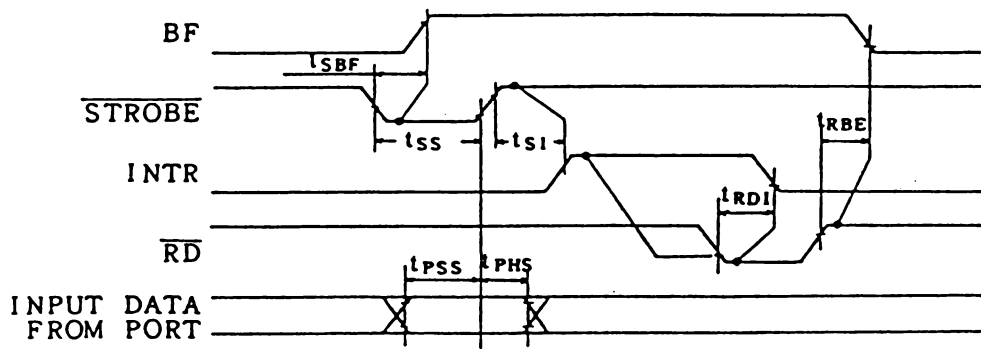 BF
tSBF
STROBE
tSS
tSI
tRBE
INTR
tRDI
RD
tPSS tPHS
INPUT DATA
FROM PORT